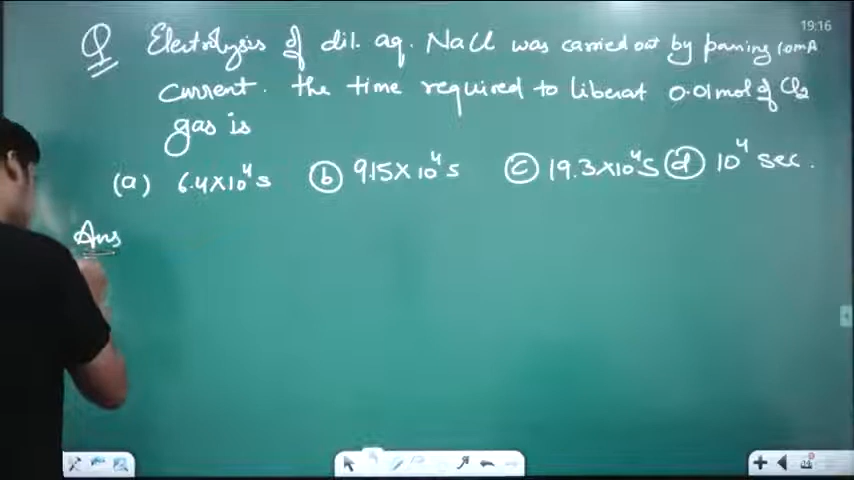 19:16
Q Electrolysis of dil. aq. NaCl was carried out by passing 10mA
current. the time required to liberat 0.01mol of Cl2
gas is
(a) 6.4×10^4 s (b) 9.15×10^4 s (c) 19.3×10^4 s (d) 10^4 sec.
Ans